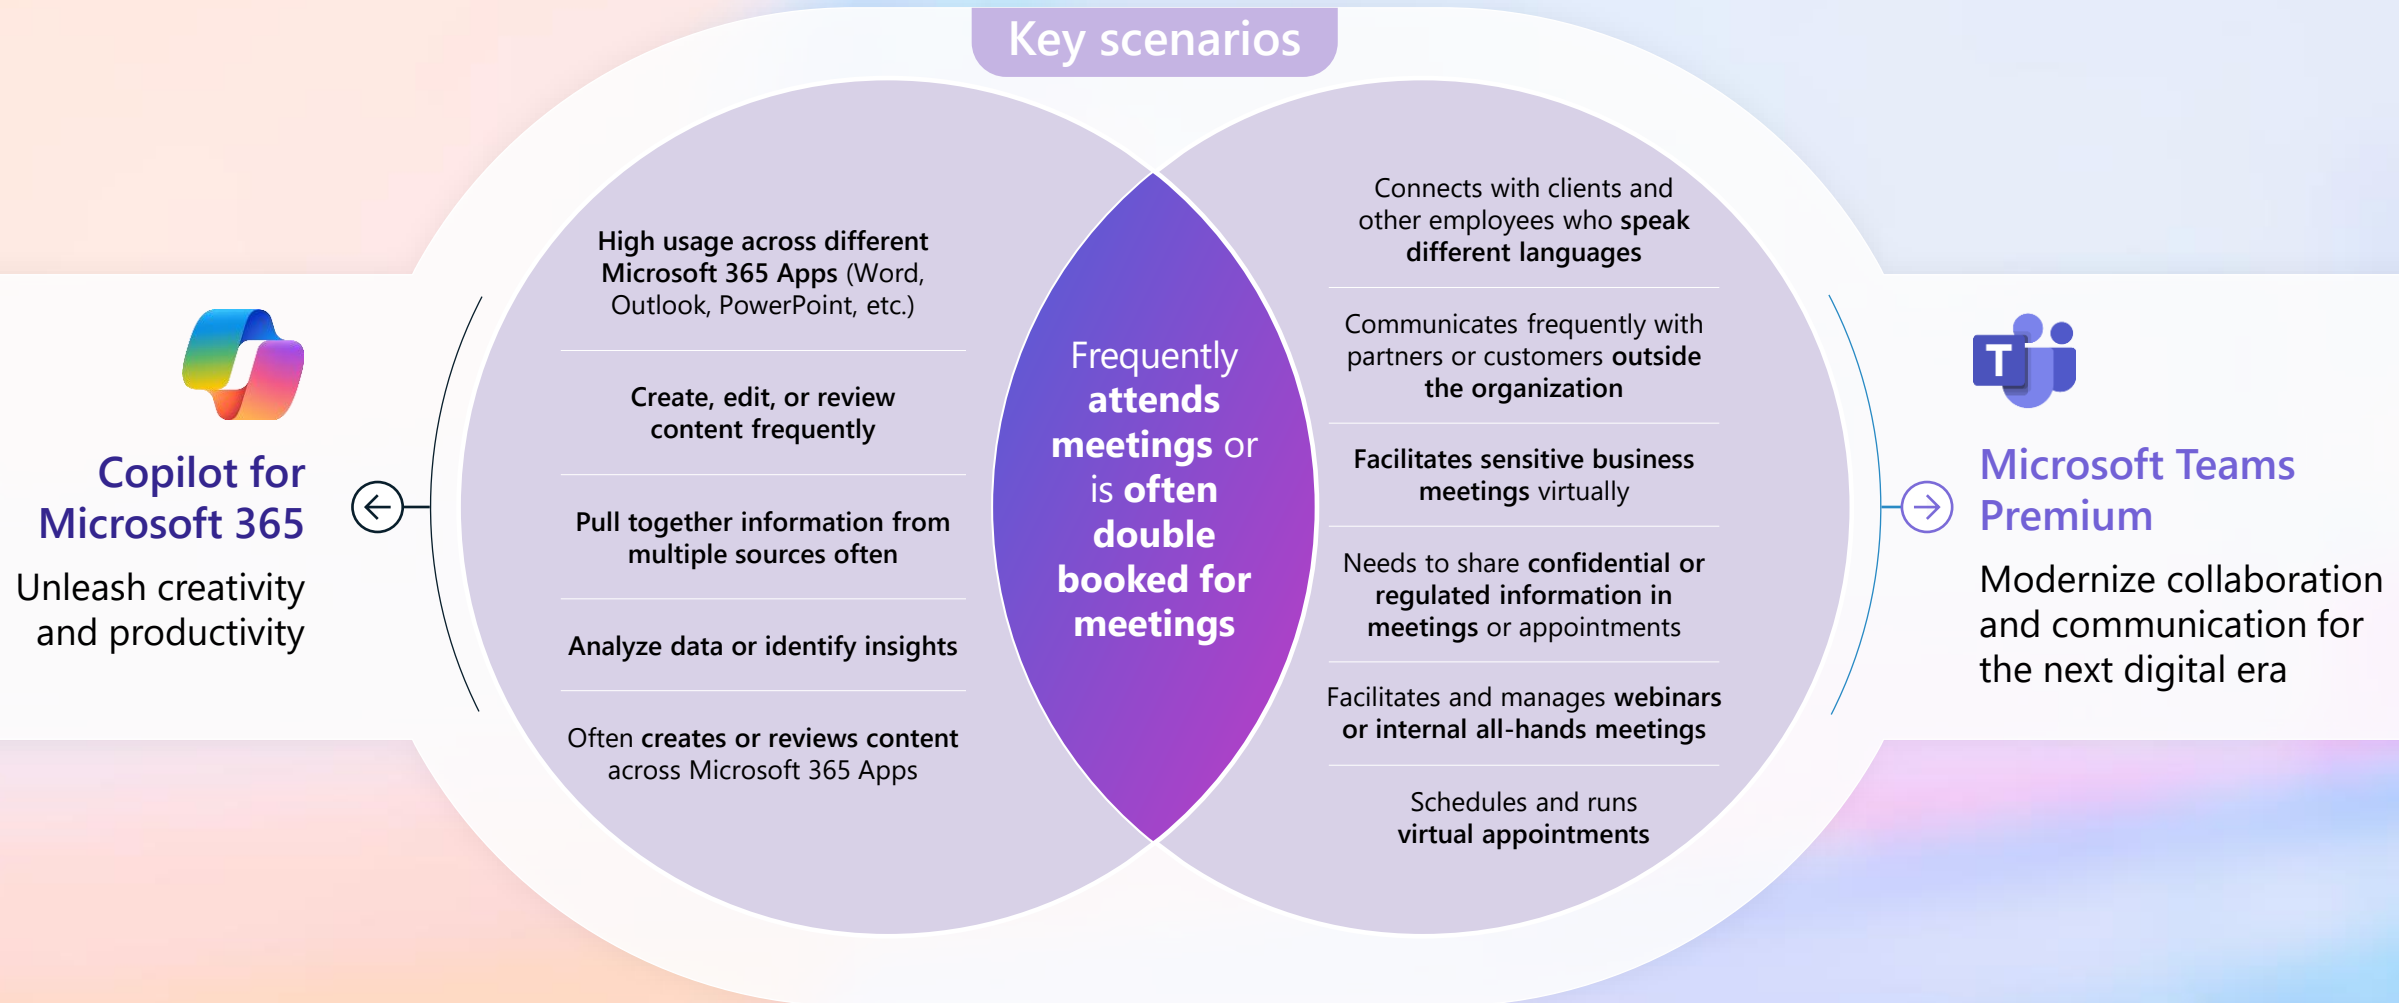 Key scenarios
Copilot for
Microsoft 365
Unleash creativity
and productivity
High usage across different
Microsoft 365 Apps (Word,
Outlook, PowerPoint, etc.)
Create, edit, or review
content frequently
Pull together information from
multiple sources often
Analyze data or identify insights
Often creates or reviews content
across Microsoft 365 Apps
Frequently
attends
meetings or
is often
double
booked for
meetings
Connects with clients and
other employees who speak
different languages
Communicates frequently with
partners or customers outside
the organization
Facilitates sensitive business
meetings virtually
Needs to share confidential or
regulated information in
meetings or appointments
Facilitates and manages webinars
or internal all-hands meetings
Schedules and runs
virtual appointments
T
Microsoft Teams
Premium
Modernize collaboration
and communication for
the next digital era